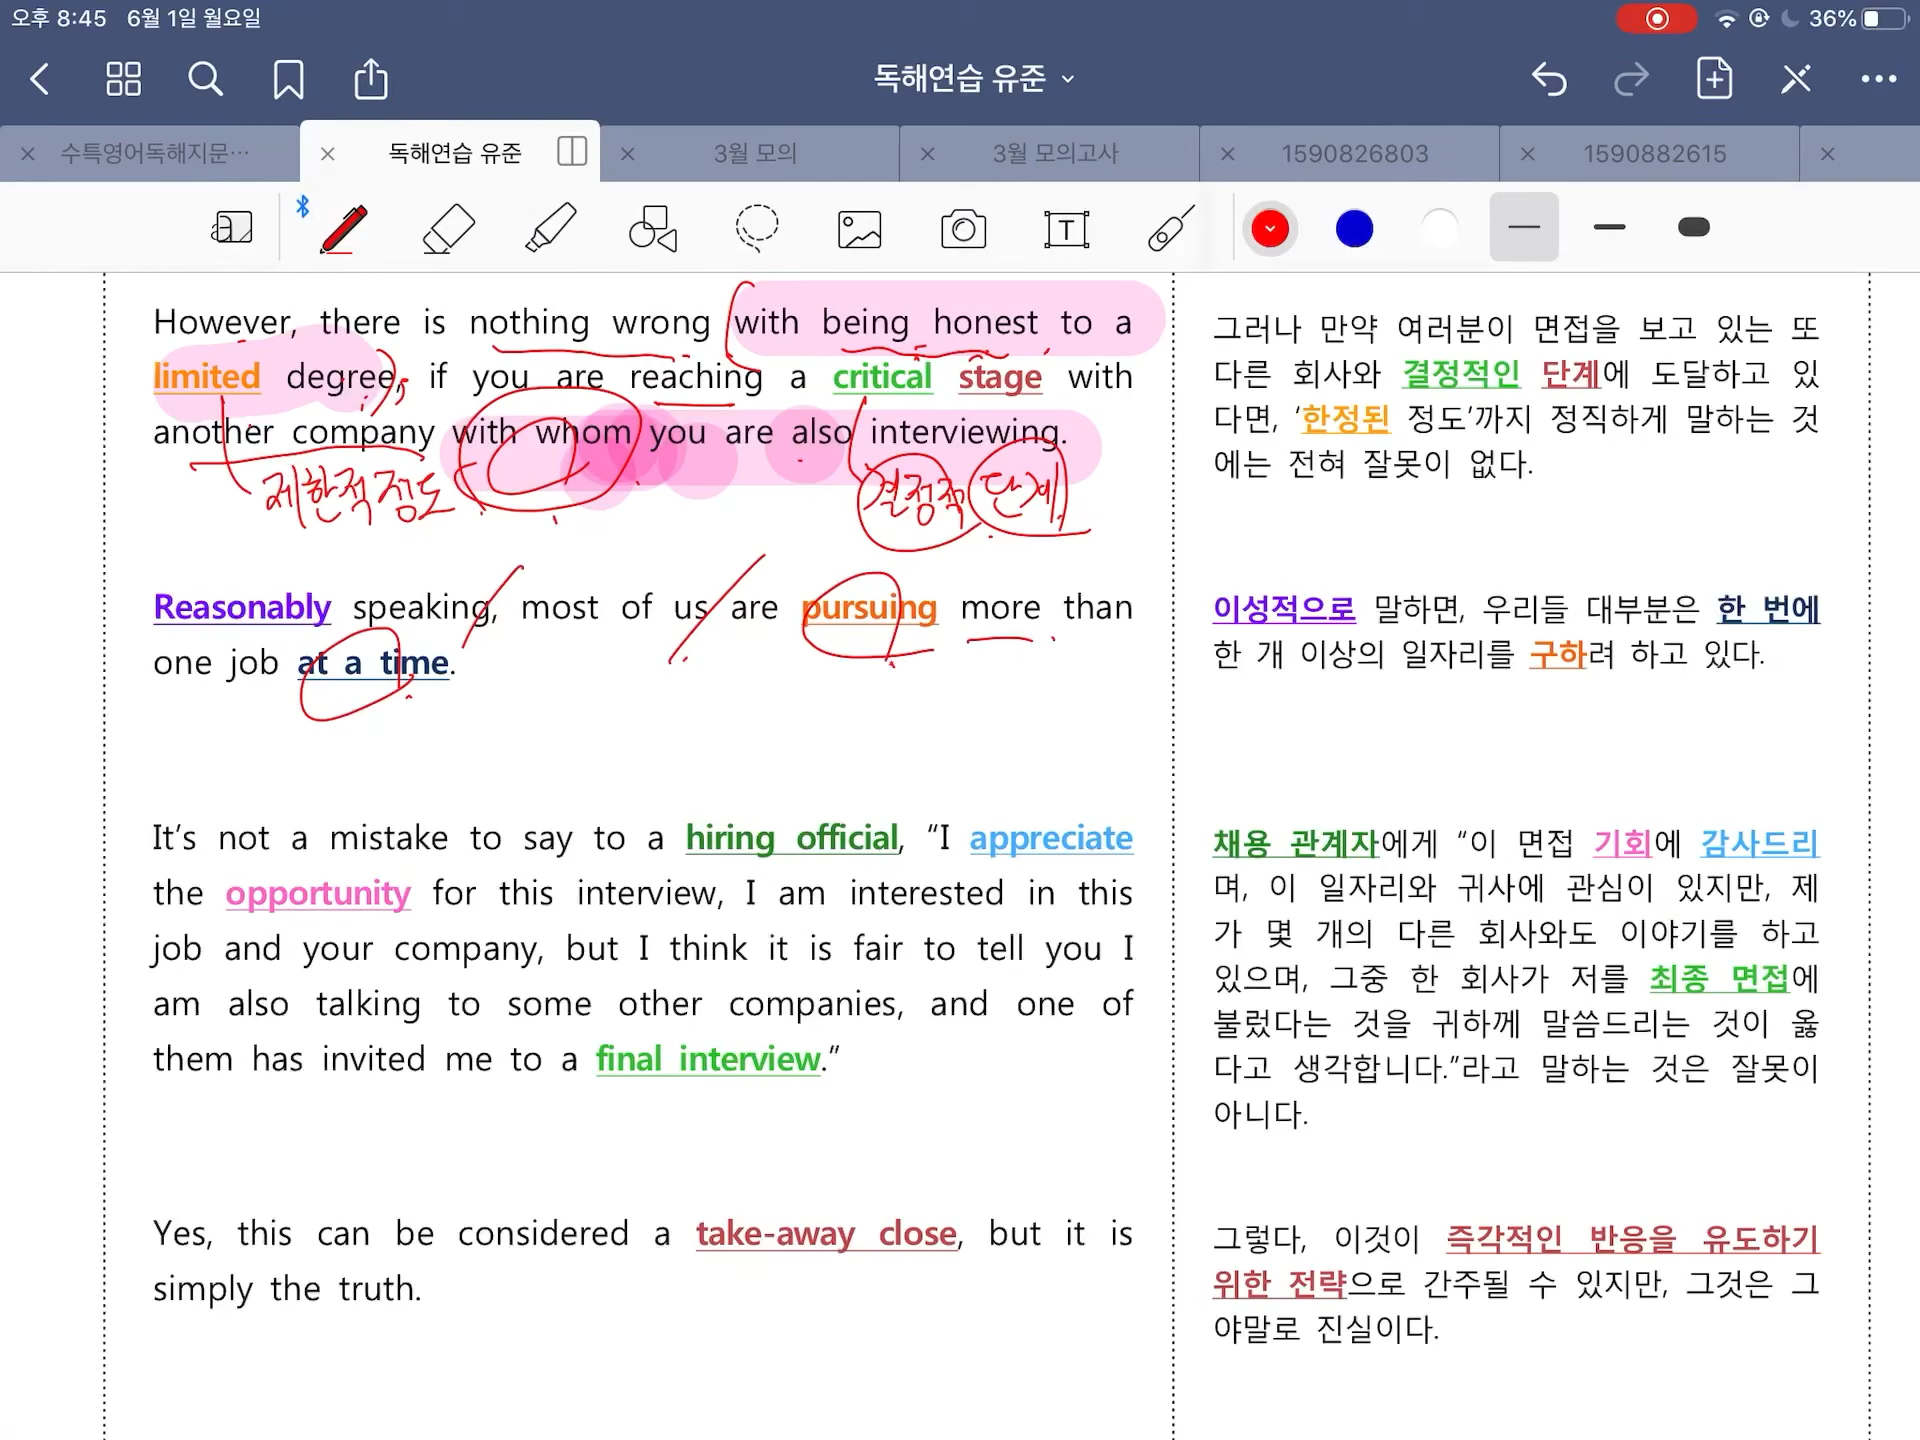 오후 8:45 6월 1일 월요일
36%
독해연습 유준
수특영어독해지문…
독해연습 유준
3월 모의
3월 모의고사
1590826803
1590882615
However, there is nothing wrong with being honest to a
limited degree, if you are reaching a critical stage with
another company with whom you are also interviewing.
제한적 정도
결정적 단계
Reasonably speaking, most of us are pursuing more than
one job at a time.
It's not a mistake to say to a hiring official, “I appreciate
the opportunity for this interview, I am interested in this
job and your company, but I think it is fair to tell you I
am also talking to some other companies, and one of
them has invited me to a final interview.”
Yes, this can be considered a take-away close, but it is
simply the truth.
그러나 만약 여러분이 면접을 보고 있는 또
다른 회사와 결정적인 단계에 도달하고 있
다면, ‘한정된 정도’까지 정직하게 말하는 것
에는 전혀 잘못이 없다.
이성적으로 말하면, 우리들 대부분은 한 번에
한 개 이상의 일자리를 구하려 하고 있다.
채용 관계자에게 “이 면접 기회에 감사드리
며, 이 일자리와 귀사에 관심이 있지만, 제
가 몇 개의 다른 회사와도 이야기를 하고
있으며, 그중 한 회사가 저를 최종 면접에
불렀다는 것을 귀하께 말씀드리는 것이 옳
다고 생각합니다.”라고 말하는 것은 잘못이
아니다.
그렇다, 이것이 즉각적인 반응을 유도하기
위한 전략으로 간주될 수 있지만, 그것은 그
야말로 진실이다.